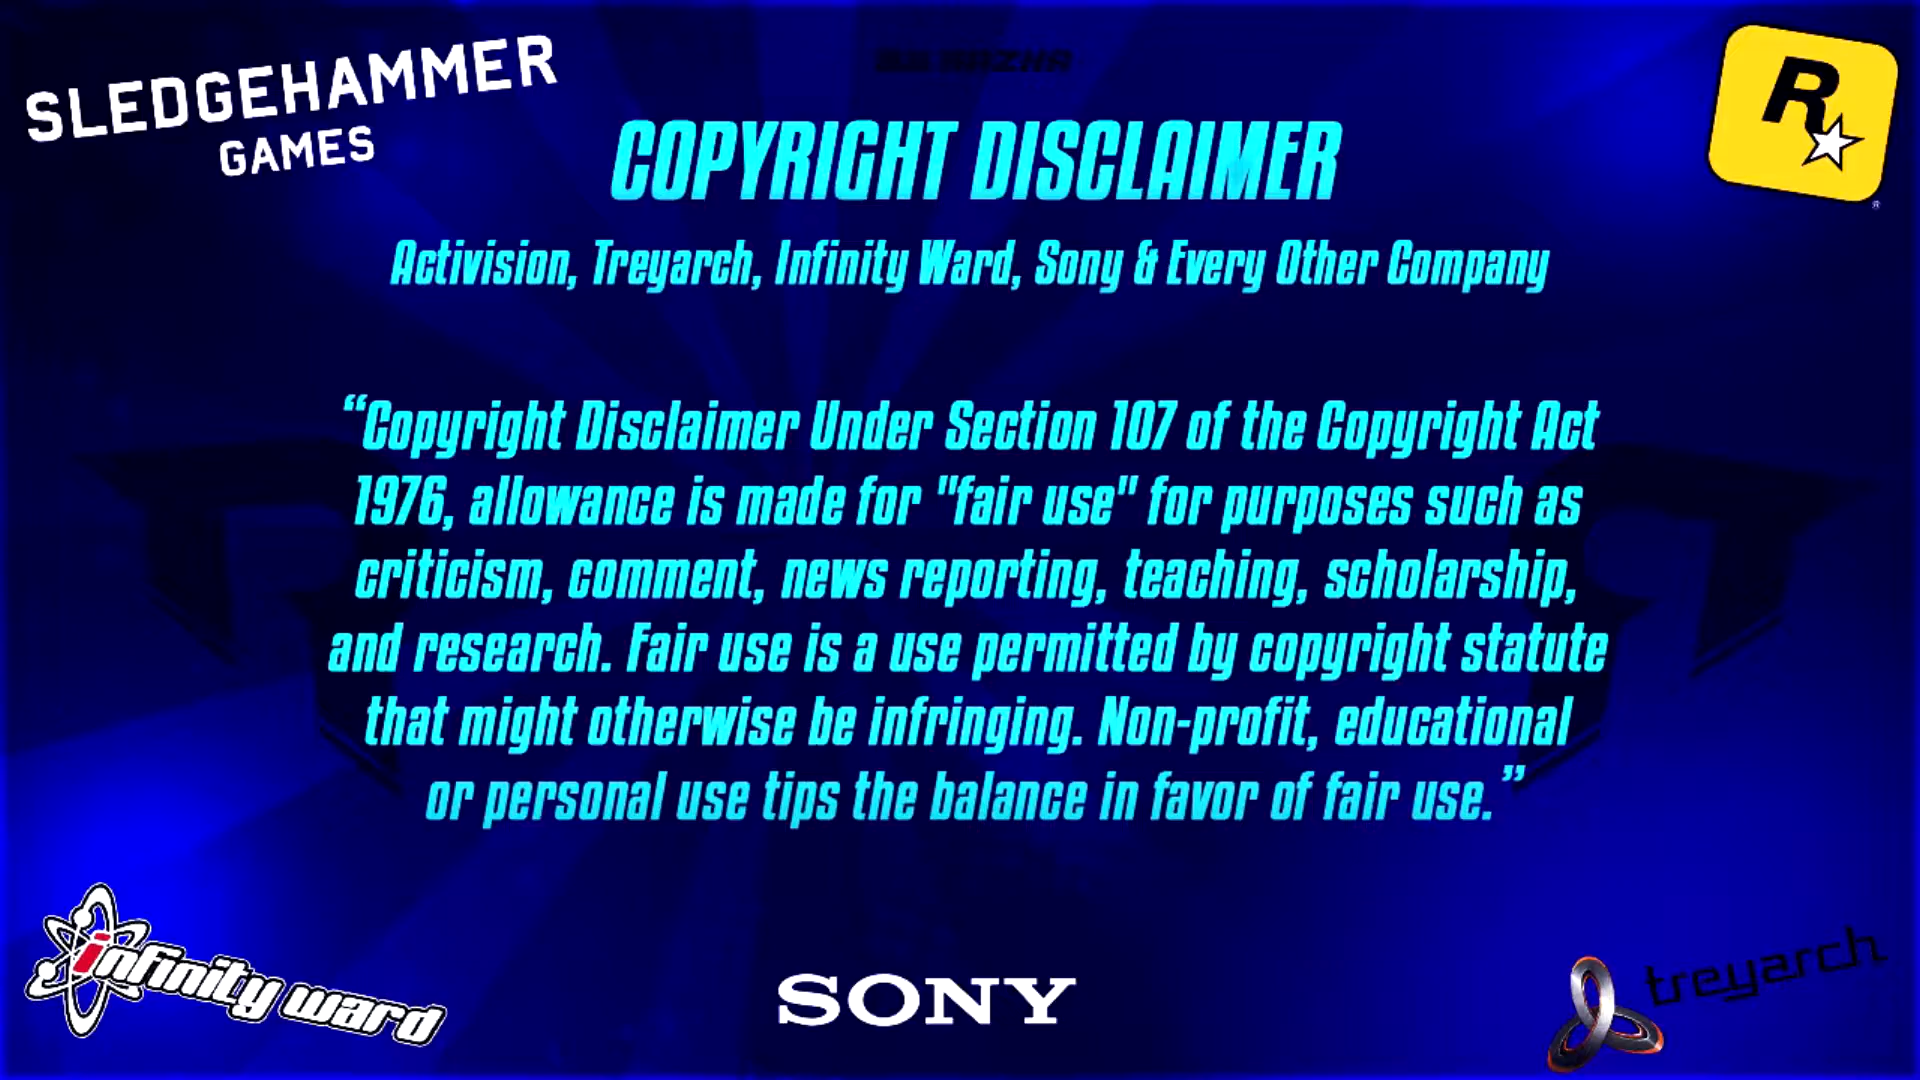 SLEDGEHAMMER
GAMES
R
®
COPYRIGHT DISCLAIMER
Activision, Treyarch, Infinity Ward, Sony & Every Other Company
“Copyright Disclaimer Under Section 107 of the Copyright Act
1976, allowance is made for "fair use" for purposes such as
criticism, comment, news reporting, teaching, scholarship,
and research. Fair use is a use permitted by copyright statute
that might otherwise be infringing. Non-profit, educational
or personal use tips the balance in favor of fair use.”
infinity ward
SONY
treyarch